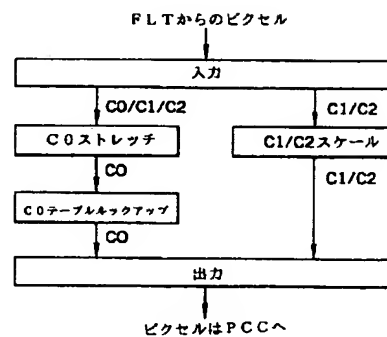 FLTからのピクセル
入力
C0/C1/C2
C1/C2
C0ストレッチ
C1/C2スケール
C0
C1/C2
C0テーブルルックアップ
C0
出力
ピクセルはPCCへ